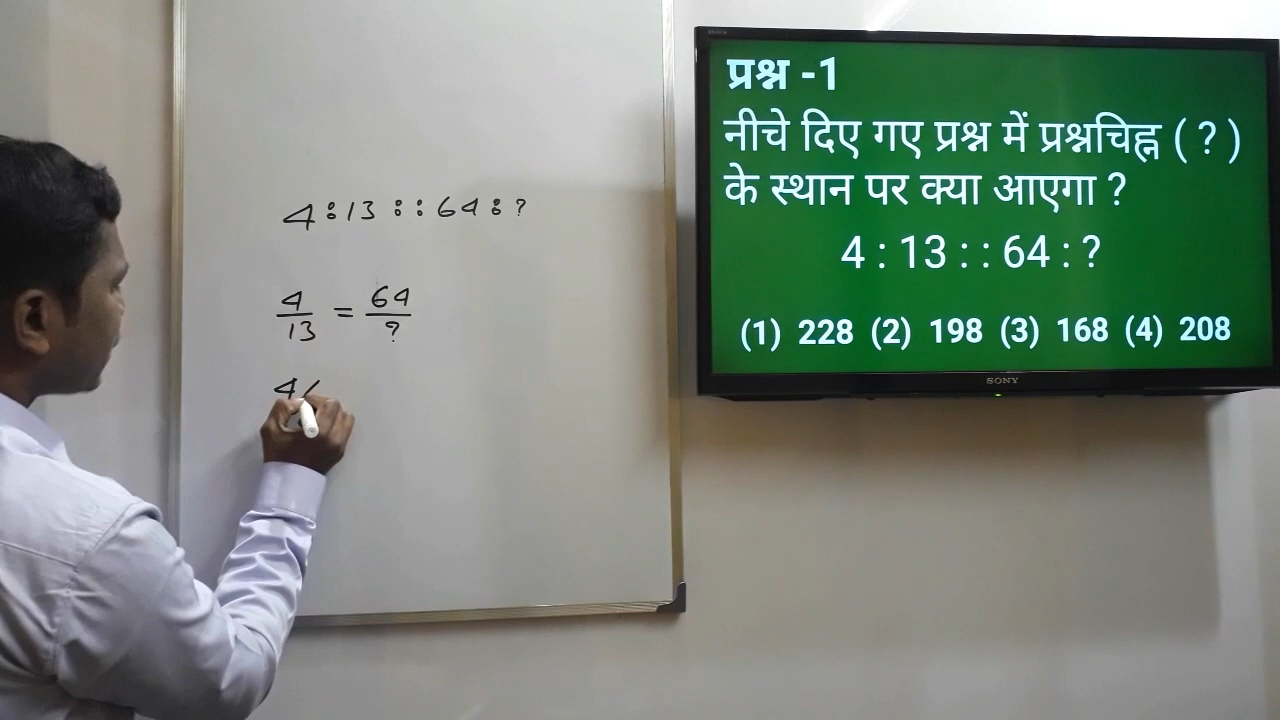 4:13::64:?
4/13 = 64/?
4
प्रश्न -1
नीचे दिए गए प्रश्न में प्रश्नचिह्न ( ? )
के स्थान पर क्या आएगा ?
4 : 13 : : 64 : ?
(1) 228 (2) 198 (3) 168 (4) 208
SONY